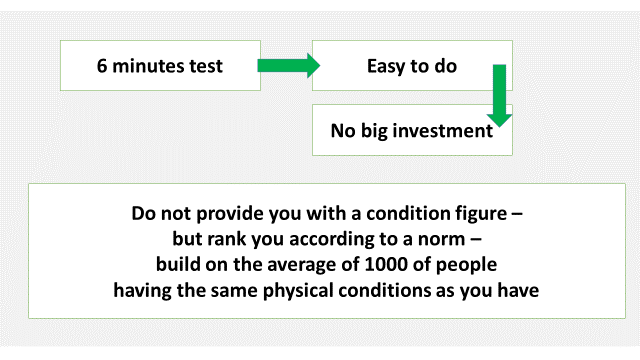 6 minutes test
Easy to do
No big investment
Do not provide you with a condition figure –
but rank you according to a norm –
build on the average of 1000 of people
having the same physical conditions as you have